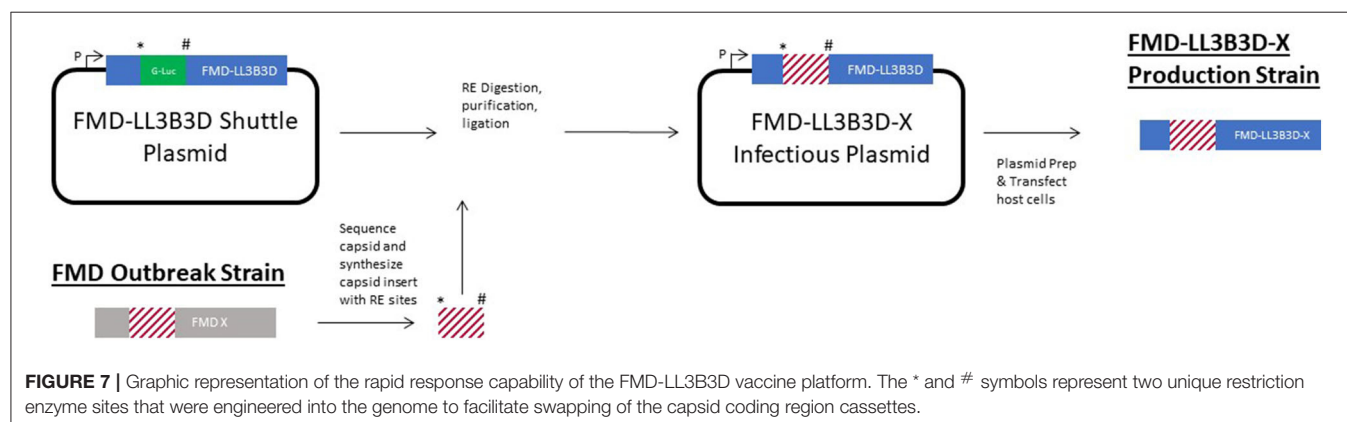 P
*
#
G-Luc
FMD-LL3B3D
FMD-LL3B3D Shuttle
Plasmid
RE Digestion,
purification,
ligation
P
*
#
FMD-LL3B3D
FMD-LL3B3D-X
Infectious Plasmid
Plasmid Prep
& Transfect
host cells
FMD-LL3B3D-X
Production Strain
FMD-LL3B3D-X
FMD Outbreak Strain
FMD X
Sequence
capsid and
synthesize
capsid insert
with RE sites
*
#
FIGURE 7 | Graphic representation of the rapid response capability of the FMD-LL3B3D vaccine platform. The * and # symbols represent two unique restriction
enzyme sites that were engineered into the genome to facilitate swapping of the capsid coding region cassettes.